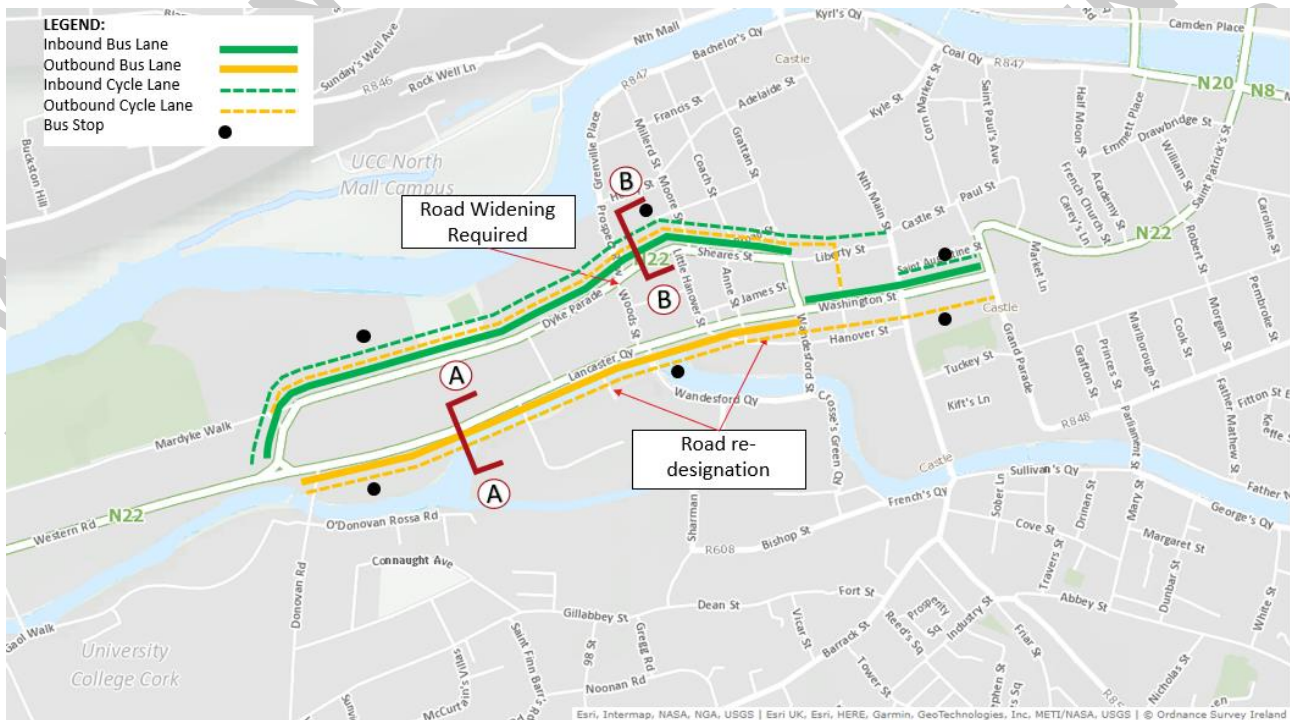 LEGEND:
Inbound Bus Lane
Outbound Bus Lane
Inbound Cycle Lane
Outbound Cycle Lane
Bus Stop
Sunday's Well Ave
R846
Rock Well Ln
Buckston Hill
UCC North
Mall Campus
Nth Mall
Bachelor's Qy
Kyrl's Qy
Castle
Coal Qy
R847
Camden Place
N20
N8
R847
Grenville Place
Francis St
Adelaide St
Kyle St
Corn Market St
Saint Paul's Ave
Half Moon St
Emmett Place
Drawbridge St
William St
Saint Patrick's St
Caroline St
Millerd St
Coach St
Grattan St
Moore St
Nth Main St
Castle St
Paul St
Academy St
French Church St
Carey's Ln
N22
Robert St
Market Ln
Road Widening
Required
B
N22
Sheares St
Liberty St
Saint Augustine St
Dyke Parade
Woods St
Little Hanover St
B
Anne St
James St
Washington St
Castle
Hanover St
Wandesford St
Lancaster Qy
Wandesford Qy
Crosse's Green Qy
Tuckey St
Kift's Ln
Grand Parade
Grafton St
Princes St
Marlborough St
Cook St
Morgan St
Pembroke St
R848
Parliament St
Father Mathew St
Fitton St E
A
Mardyke Walk
A
Road re-
designation
Western Rd
N22
O'Donovan Rossa Rd
Connaught Ave
Donovan Rd
Gaol Walk
University
College Cork
Sharman
R608
Bishop St
French's Qy
Castle
Sober Ln
Sullivan's Qy
Cove St
Travers St
Drinan St
Mary St
Margaret St
Dunbar St
George's Qy
Father
Abbey St
White St
Nicholas St
Gillabbey St
Dean St
Fort St
Vicar St
Barrack St
Reed's Sq
Prosperity
Sq
Industry St
Friar St
Tower St
Saint Finn Barr's
98 St
Gregg Rd
Noonan Rd
McCurt
Esri, Intermap, NASA, NGA, USGS | Esri UK, Esri, HERE, Garmin, GeoTechnologies, Inc, METI/NASA, USGS | © Ordnance Survey Ireland